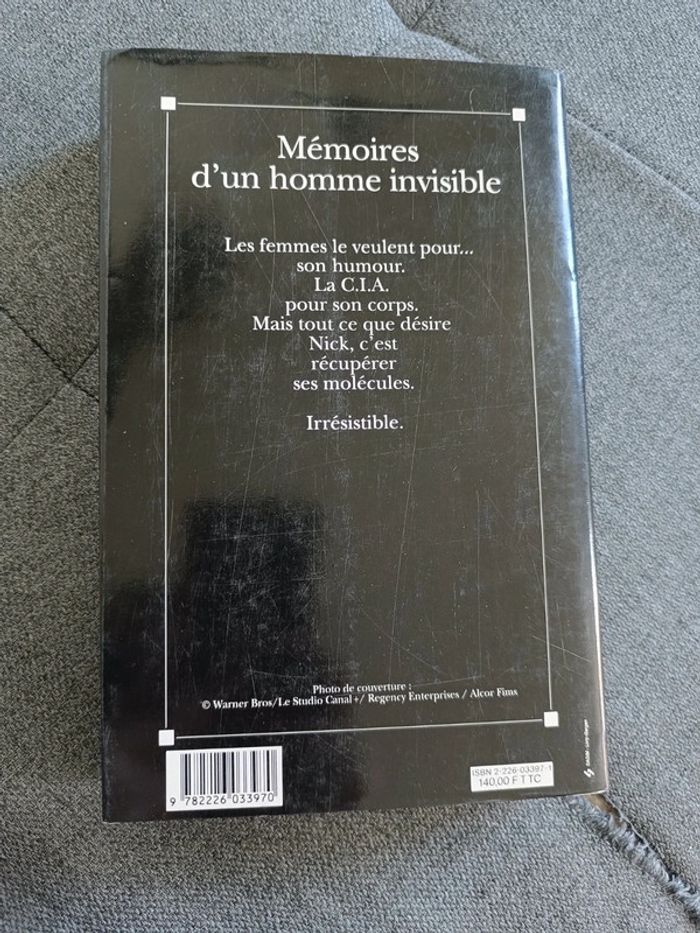 Mémoires
d'un homme invisible
Les femmes le veulent pour...
son humour.
La C.I.A.
pour son corps.
Mais tout ce que désire
Nick, c'est
récupérer
ses molécules.
Irrésistible.
Photo de couverture :
© Warner Bros/Le Studio Canal+/ Regency Enterprises / Alcor Fims
9 782226 033970
ISBN 2-226-03397-1
140,00 F TTC